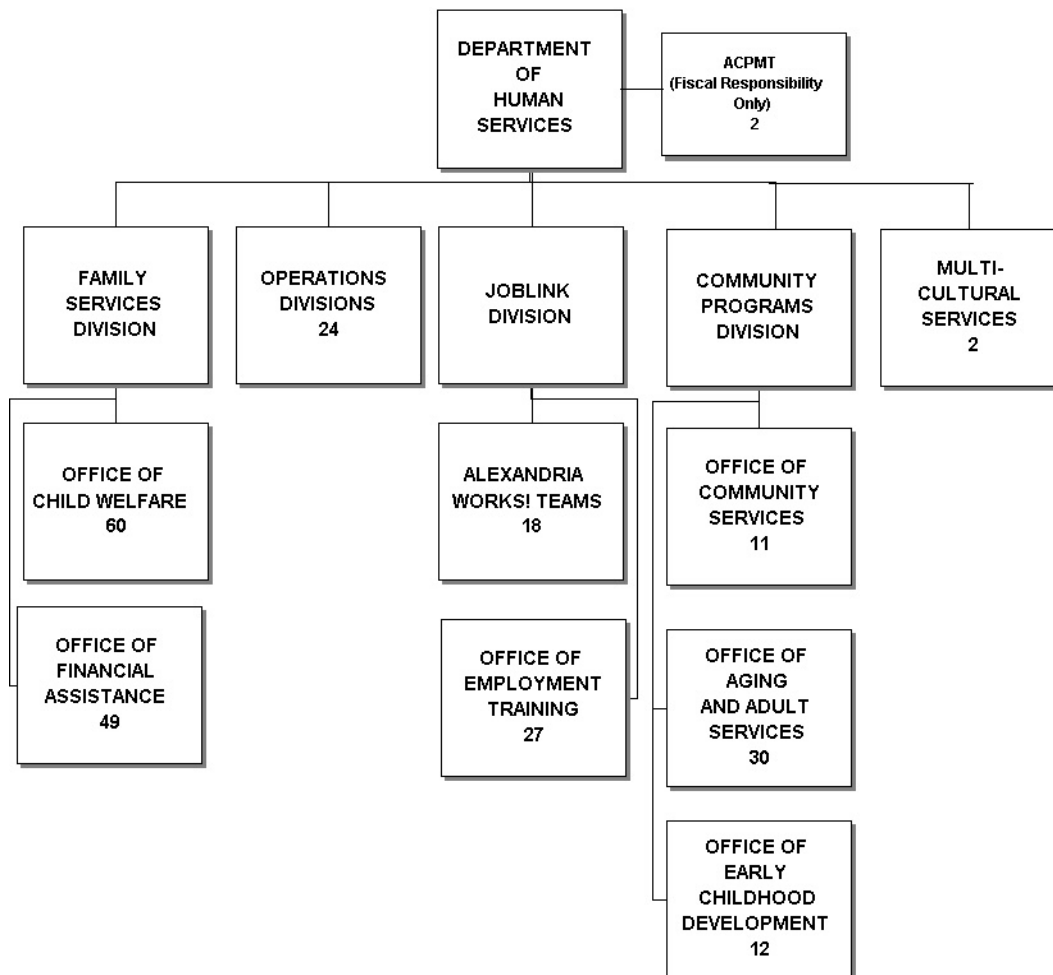 DEPARTMENT
OF
HUMAN
SERVICES
ACPMT
(Fiscal Responsibility
Only)
2
FAMILY
SERVICES
DIVISION
OPERATIONS
DIVISIONS
24
JOBLINK
DIVISION
COMMUNITY
PROGRAMS
DIVISION
MULTI-
CULTURAL
SERVICES
2
OFFICE OF
CHILD WELFARE
60
ALEXANDRIA
WORKS! TEAMS
18
OFFICE OF
COMMUNITY
SERVICES
11
OFFICE OF
FINANCIAL
ASSISTANCE
49
OFFICE OF
EMPLOYMENT
TRAINING
27
OFFICE OF
AGING
AND ADULT
SERVICES
30
OFFICE OF
EARLY
CHILDHOOD
DEVELOPMENT
12